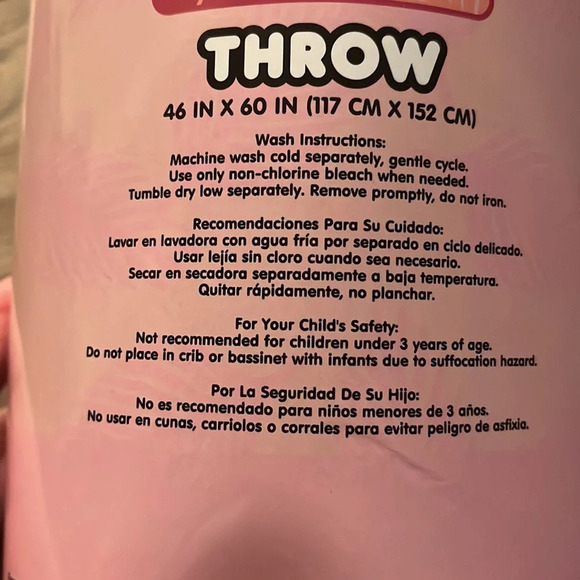 THROW
46 IN X 60 IN (117 CM X 152 CM)
Wash Instructions:
Machine wash cold separately, gentle cycle.
Use only non-chlorine bleach when needed.
Tumble dry low separately. Remove promptly, do not iron.
Recomendaciones Para Su Cuidado:
Lavar en lavadora con agua fría por separado en ciclo delicado.
Usar lejía sin cloro cuando sea necesario.
Secar en secadora separadamente a baja temperatura.
Quitar rápidamente, no planchar.
For Your Child's Safety:
Not recommended for children under 3 years of age.
Do not place in crib or bassinet with infants due to suffocation hazard.
Por La Seguridad De Su Hijo:
No es recomendado para niños menores de 3 años.
No usar en cunas, carriolos o corrales para evitar peligro de asfixia.